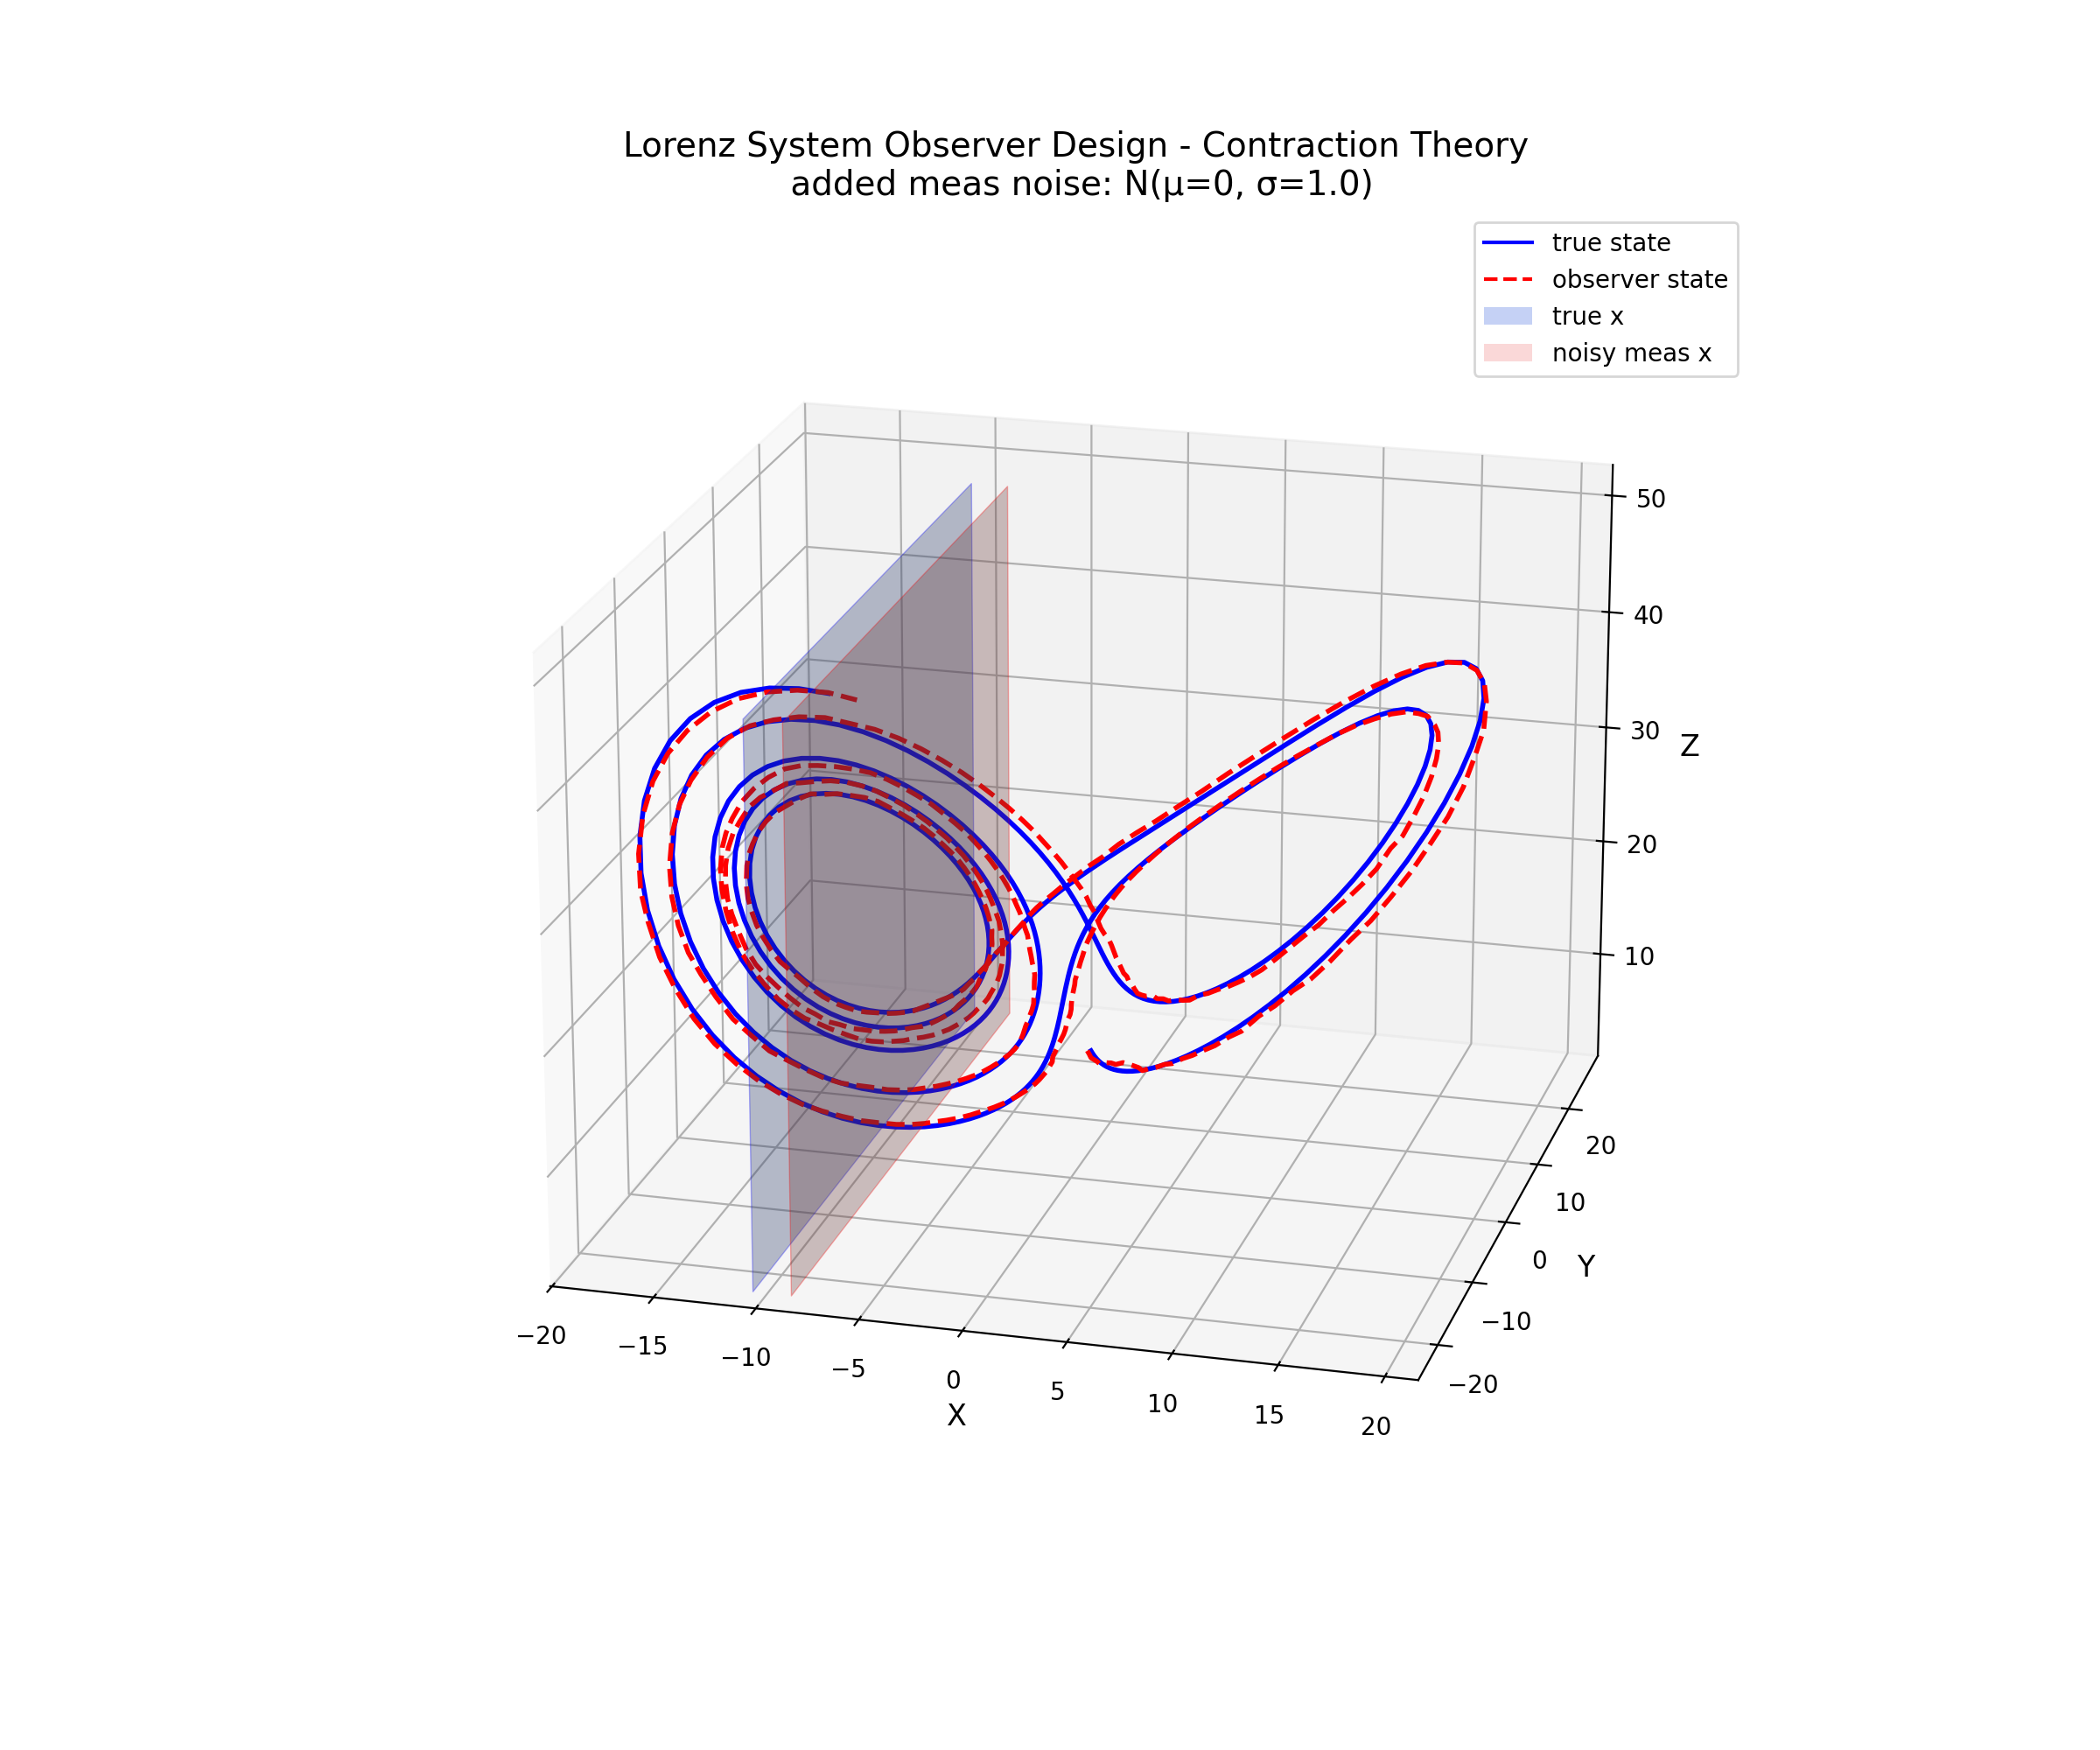 Lorenz System Observer Design - Contraction Theory
added meas noise: N(μ=0, σ=1.0)
true state
observer state
true x
noisy meas x
50
40
30
20
10
Z
20
10
0
−10
−20
Y
−20
−15
−10
−5
0
5
10
15
20
X